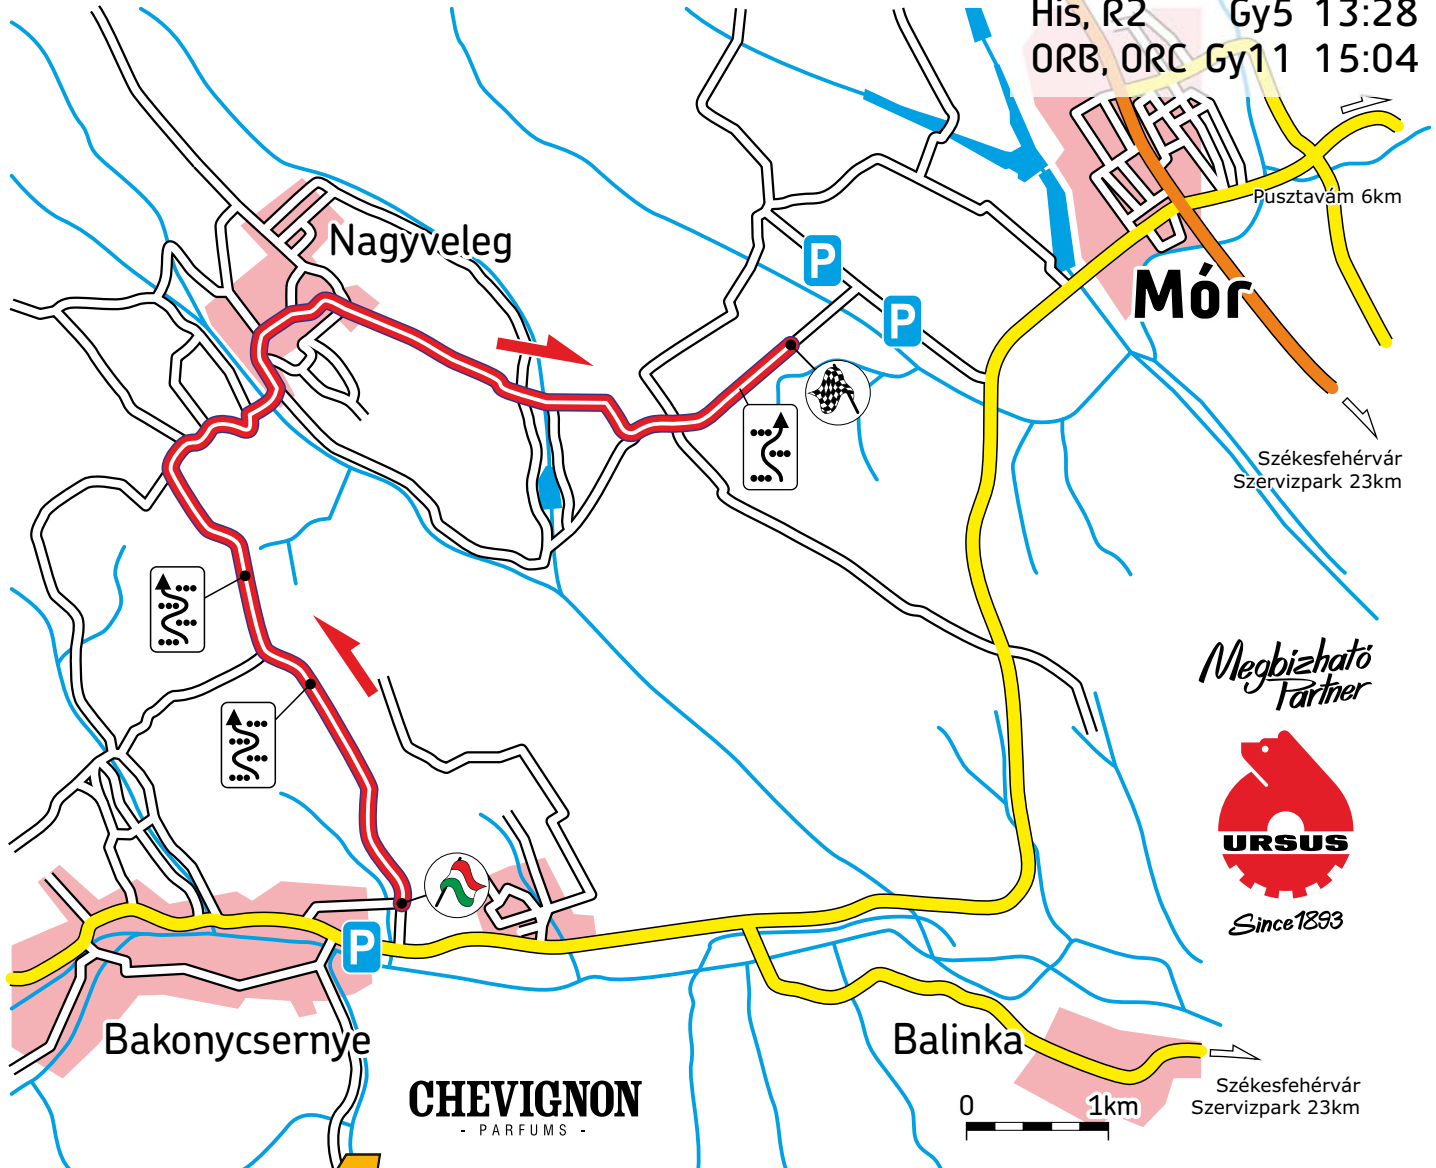 His, R2 Gy5 13:28
ORB, ORC Gy11 15:04
Pusztavám 6km
Nagyveleg
P
Mór
P
Székesfehérvár
Szervizpark 23km
Megbízható
Partner
URSUS
Since 1893
P
Bakonycsernye
Balinka
Székesfehérvár
Szervizpark 23km
CHEVIGNON
- PARFUMS -
0 1km